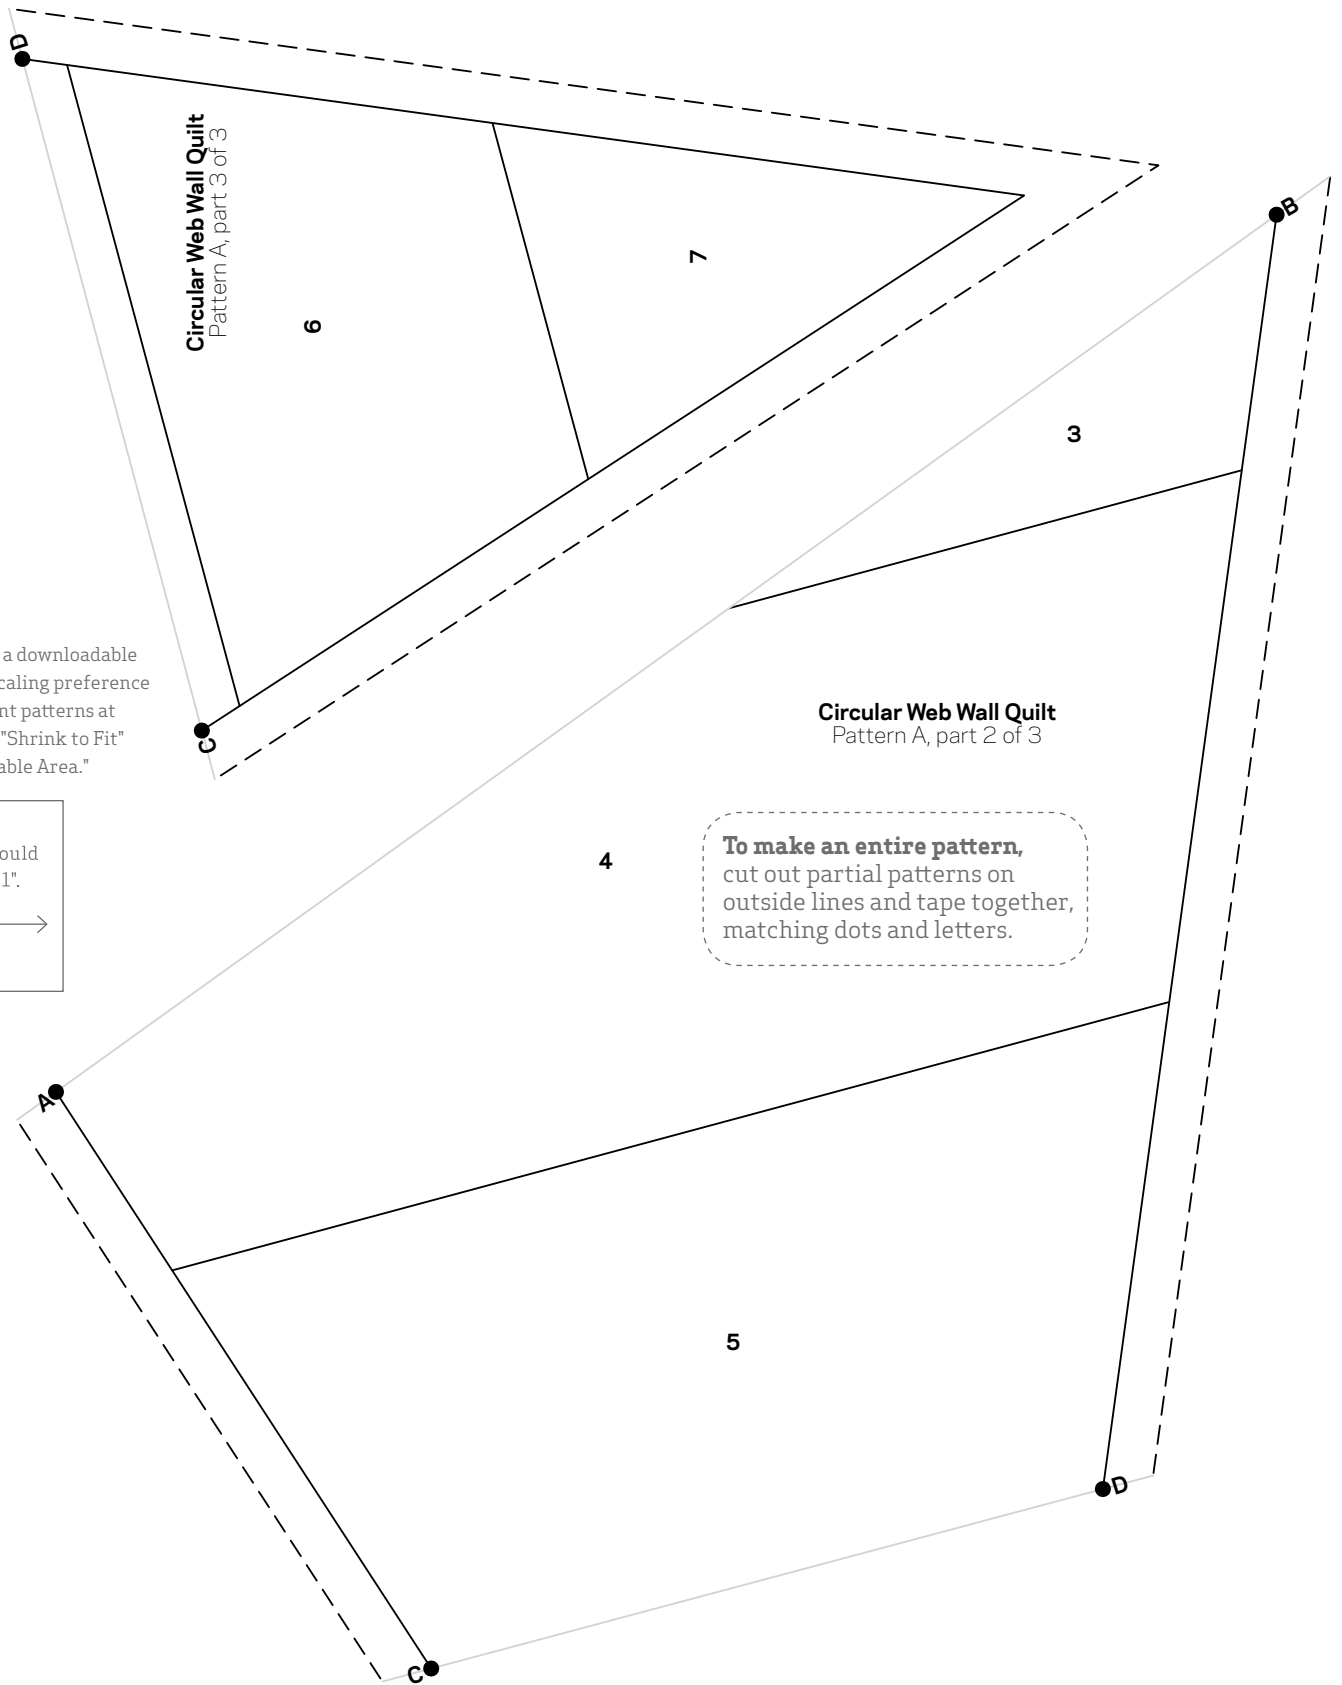 D
Circular Web Wall Quilt
Pattern A, part 3 of 3
6
7
C
B
3
a downloadable
caling preference
nt patterns at
"Shrink to Fit"
able Area."
ould
1".
Circular Web Wall Quilt
Pattern A, part 2 of 3
4
To make an entire pattern,
cut out partial patterns on
outside lines and tape together,
matching dots and letters.
A
5
D
C